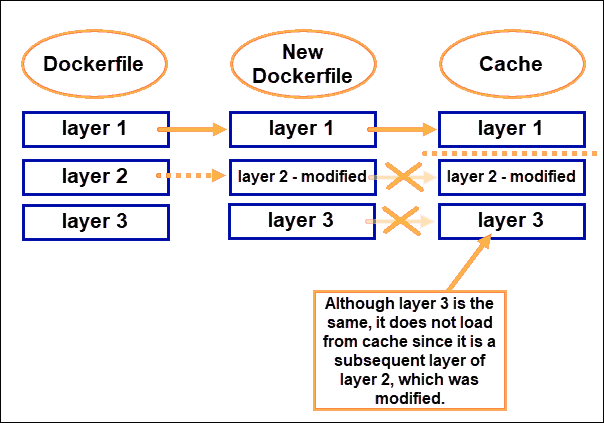 Dockerfile
New
Dockerfile
Cache
layer 1
layer 1
layer 1
layer 2
layer 2 - modified
layer 2 - modified
layer 3
layer 3
layer 3
Although layer 3 is the
same, it does not load
from cache since it is a
subsequent layer of
layer 2, which was
modified.